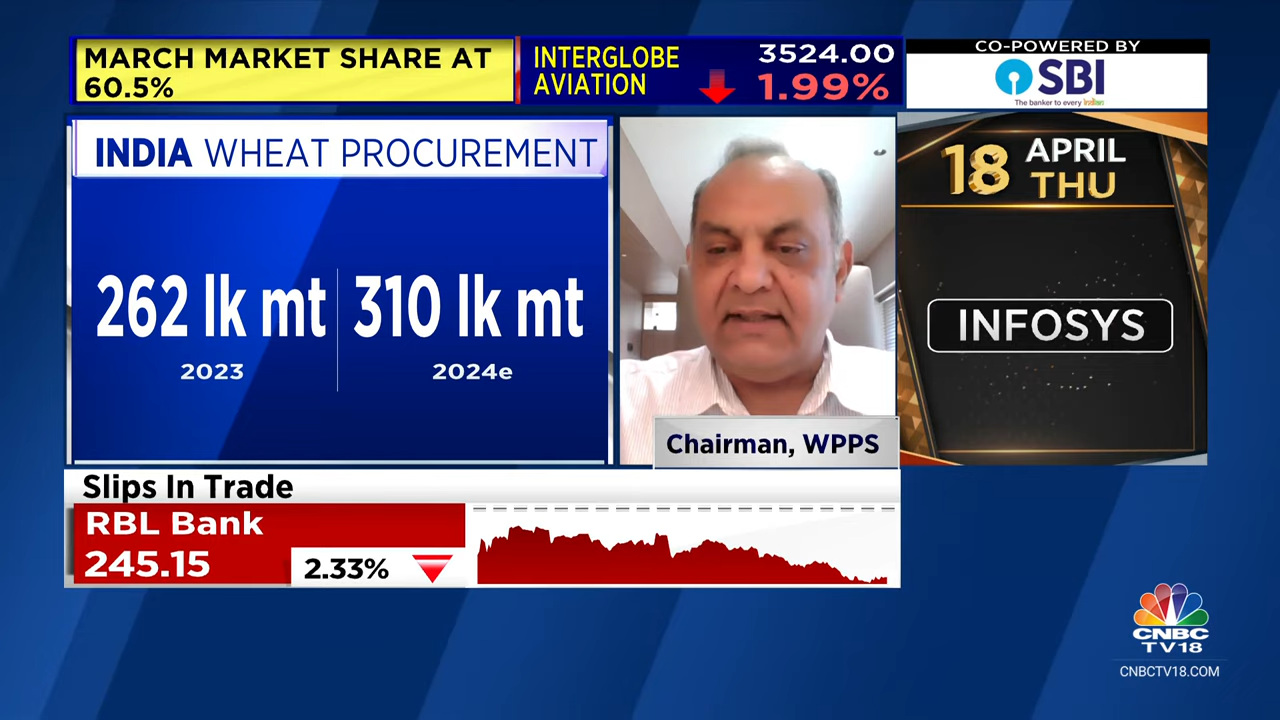 MARCH MARKET SHARE AT
60.5%
INTERGLOBE
AVIATION
3524.00
1.99%
CO-POWERED BY
SBI
The banker to every Indian
INDIA WHEAT PROCUREMENT
262 lk mt
2023
310 lk mt
2024e
Chairman, WPPS
18 APRIL
THU
INFOSYS
Slips In Trade
RBL Bank
245.15
2.33%
CNBC
TV18
CNBCTV18.COM